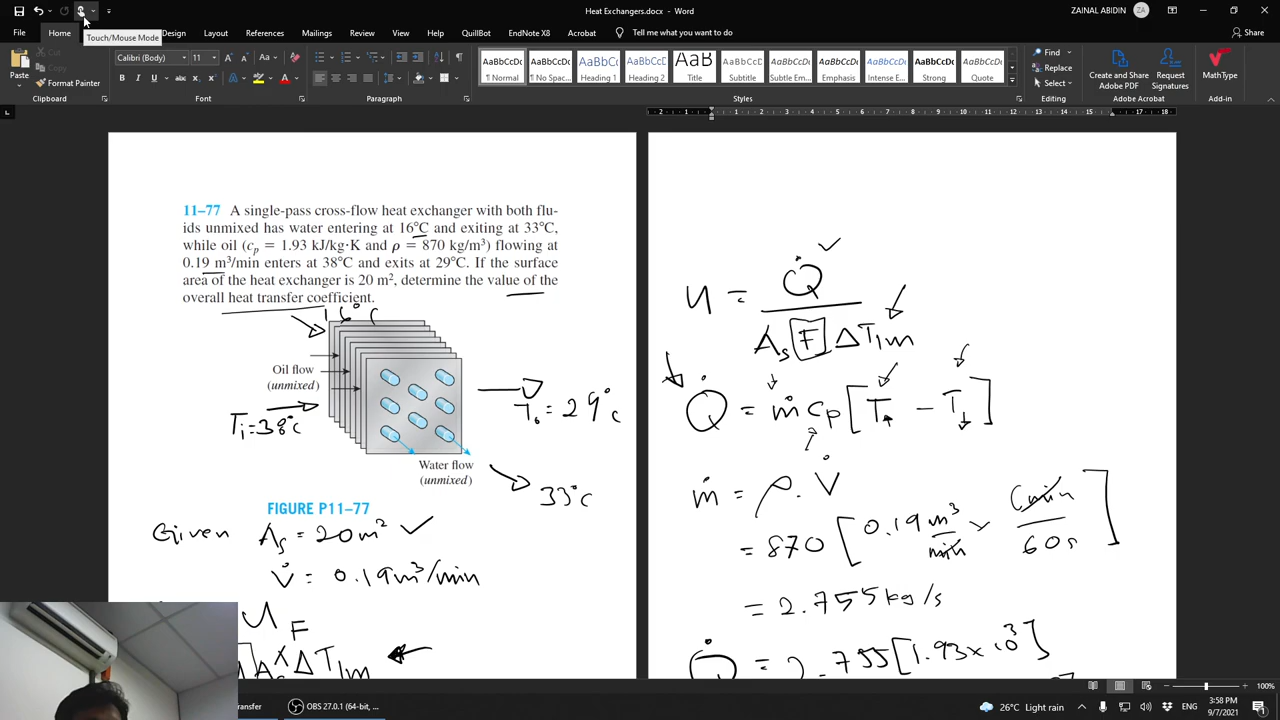 Heat Exchangers.docx - Word
ZAINAL ABIDIN
ZA
File
Home
Design
Layout
References
Mailings
Review
View
Help
QuillBot
EndNote X8
Acrobat
Tell me what you want to do
Share
Touch/Mouse Mode
Paste
Cut
Copy
Format Painter
Clipboard
Calibri (Body)
11
Font
Paragraph
¶ Normal
¶ No Spac...
Heading 1
Heading 2
Title
Subtitle
Subtle Em...
Emphasis
Intense E...
Strong
Quote
Styles
Find
Replace
Select
Editing
Create and Share
Adobe PDF
Request
Signatures
Adobe Acrobat
MathType
Add-in
11–77 A single-pass cross-flow heat exchanger with both flu-
ids unmixed has water entering at 16°C and exiting at 33°C,
while oil (cp = 1.93 kJ/kg·K and ρ = 870 kg/m³) flowing at
0.19 m³/min enters at 38°C and exits at 29°C. If the surface
area of the heat exchanger is 20 m², determine the value of the
overall heat transfer coefficient.
16°C
Oil flow
(unmixed)
Ti = 38°C
To = 29°C
Water flow
(unmixed)
33°C
FIGURE P11–77
Given As = 20m²
V̇ = 0.19m³/min
U F
As × ΔTlm
U = Q̇ / As F ΔTlm
Q̇ = ṁ cp [T↑ − T↓]
ṁ = ρ. V̇
= 870 [0.19 m³/min × 1min/60s]
= 2.755 kg/s
Q̇ = 2.755 [1.93 × 10³]
OBS 27.0.1 (64-bit, ...
100%
26°C Light rain
3:58 PM
9/7/2021